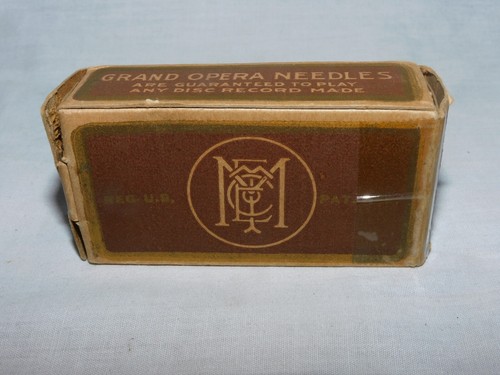 GRAND OPERA NEEDLES
ARE GUARANTEED TO PLAY
ANY DISC RECORD MADE
REG. U.S. PAT.